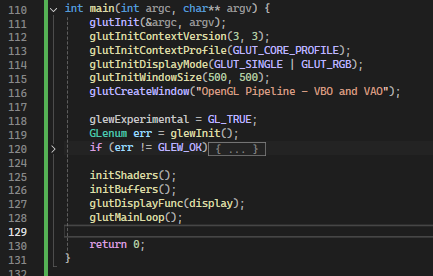 110 int main(int argc, char** argv) {
111 glutInit(&argc, argv);
112 glutInitContextVersion(3, 3);
113 glutInitContextProfile(GLUT_CORE_PROFILE);
114 glutInitDisplayMode(GLUT_SINGLE | GLUT_RGB);
115 glutInitWindowSize(500, 500);
116 glutCreateWindow("OpenGL Pipeline - VBO and VAO");
117
118 glewExperimental = GL_TRUE;
119 GLenum err = glewInit();
120 if (err != GLEW_OK) { ... }
124
125 initShaders();
126 initBuffers();
127 glutDisplayFunc(display);
128 glutMainLoop();
129
130 return 0;
131 }
132